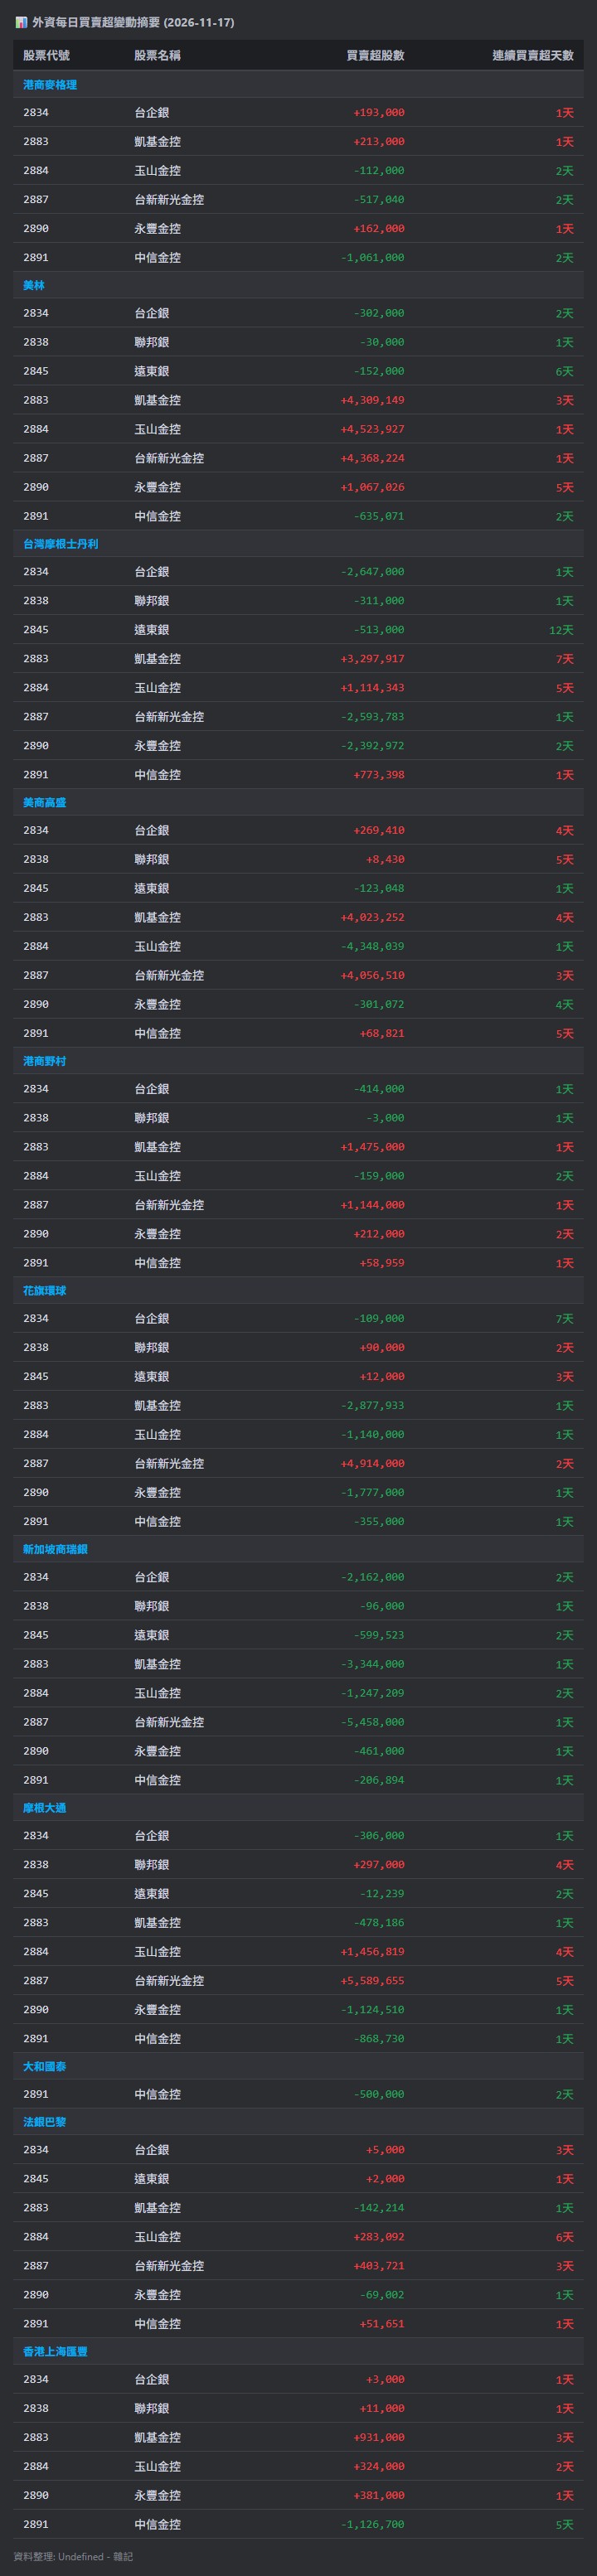 📊 外資每日買賣超變動摘要 (2026-11-17)
股票代號 股票名稱 買賣超股數 連續買賣超天數
港商麥格理
2834 台企銀 +193,000 1天
2883 凱基金控 +213,000 1天
2884 玉山金控 -112,000 2天
2887 台新新光金控 -517,040 2天
2890 永豐金控 +162,000 1天
2891 中信金控 -1,061,000 2天
美林
2834 台企銀 -302,000 2天
2838 聯邦銀 -30,000 1天
2845 遠東銀 -152,000 6天
2883 凱基金控 +4,309,149 3天
2884 玉山金控 +4,523,927 1天
2887 台新新光金控 +4,368,224 1天
2890 永豐金控 +1,067,026 5天
2891 中信金控 -635,071 2天
台灣摩根士丹利
2834 台企銀 -2,647,000 1天
2838 聯邦銀 -311,000 1天
2845 遠東銀 -513,000 12天
2883 凱基金控 +3,297,917 7天
2884 玉山金控 +1,114,343 5天
2887 台新新光金控 -2,593,783 1天
2890 永豐金控 -2,392,972 2天
2891 中信金控 +773,398 1天
美商高盛
2834 台企銀 +269,410 4天
2838 聯邦銀 +8,430 5天
2845 遠東銀 -123,048 1天
2883 凱基金控 +4,023,252 4天
2884 玉山金控 -4,348,039 1天
2887 台新新光金控 +4,056,510 3天
2890 永豐金控 -301,072 4天
2891 中信金控 +68,821 5天
港商野村
2834 台企銀 -414,000 1天
2838 聯邦銀 -3,000 1天
2883 凱基金控 +1,475,000 1天
2884 玉山金控 -159,000 2天
2887 台新新光金控 +1,144,000 1天
2890 永豐金控 +212,000 2天
2891 中信金控 +58,959 1天
花旗環球
2834 台企銀 -109,000 7天
2838 聯邦銀 +90,000 2天
2845 遠東銀 +12,000 3天
2883 凱基金控 -2,877,933 1天
2884 玉山金控 -1,140,000 1天
2887 台新新光金控 +4,914,000 2天
2890 永豐金控 -1,777,000 1天
2891 中信金控 -355,000 1天
新加坡商瑞銀
2834 台企銀 -2,162,000 2天
2838 聯邦銀 -96,000 1天
2845 遠東銀 -599,523 2天
2883 凱基金控 -3,344,000 1天
2884 玉山金控 -1,247,209 2天
2887 台新新光金控 -5,458,000 1天
2890 永豐金控 -461,000 1天
2891 中信金控 -206,894 1天
摩根大通
2834 台企銀 -306,000 1天
2838 聯邦銀 +297,000 4天
2845 遠東銀 -12,239 2天
2883 凱基金控 -478,186 1天
2884 玉山金控 +1,456,819 4天
2887 台新新光金控 +5,589,655 5天
2890 永豐金控 -1,124,510 1天
2891 中信金控 -868,730 1天
大和國泰
2891 中信金控 -500,000 2天
法銀巴黎
2834 台企銀 +5,000 3天
2845 遠東銀 +2,000 1天
2883 凱基金控 -142,214 1天
2884 玉山金控 +283,092 6天
2887 台新新光金控 +403,721 3天
2890 永豐金控 -69,002 1天
2891 中信金控 +51,651 1天
香港上海匯豐
2834 台企銀 +3,000 1天
2838 聯邦銀 +11,000 1天
2883 凱基金控 +931,000 3天
2884 玉山金控 +324,000 2天
2890 永豐金控 +381,000 1天
2891 中信金控 -1,126,700 5天
資料整理: Undefined - 雜記